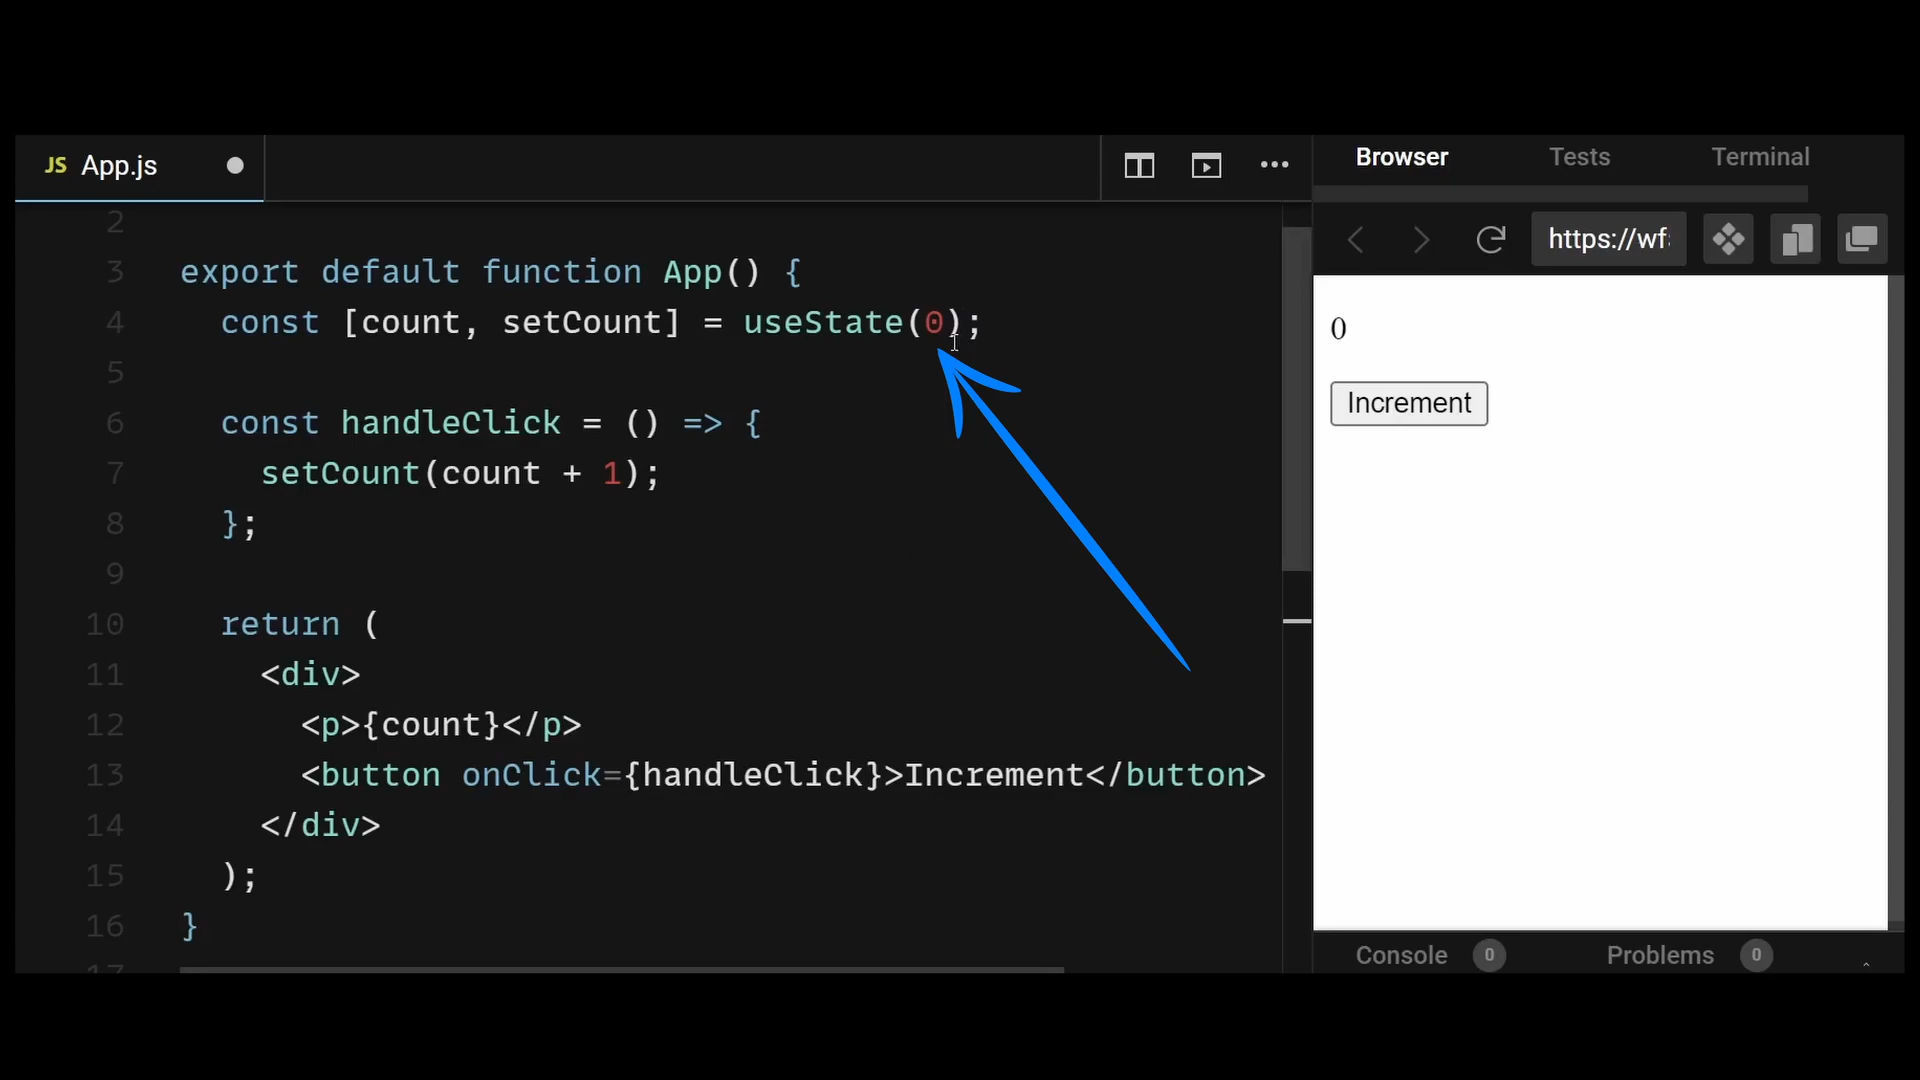 JS App.js
Browser Tests Terminal
https://wf
2
3 export default function App() {
4 const [count, setCount] = useState(0);
5
6 const handleClick = () => {
7 setCount(count + 1);
8 };
9
10 return (
11 <div>
12 <p>{count}</p>
13 <button onClick={handleClick}>Increment</button>
14 </div>
15 );
16 }
17
0
Increment
Console 0 Problems 0